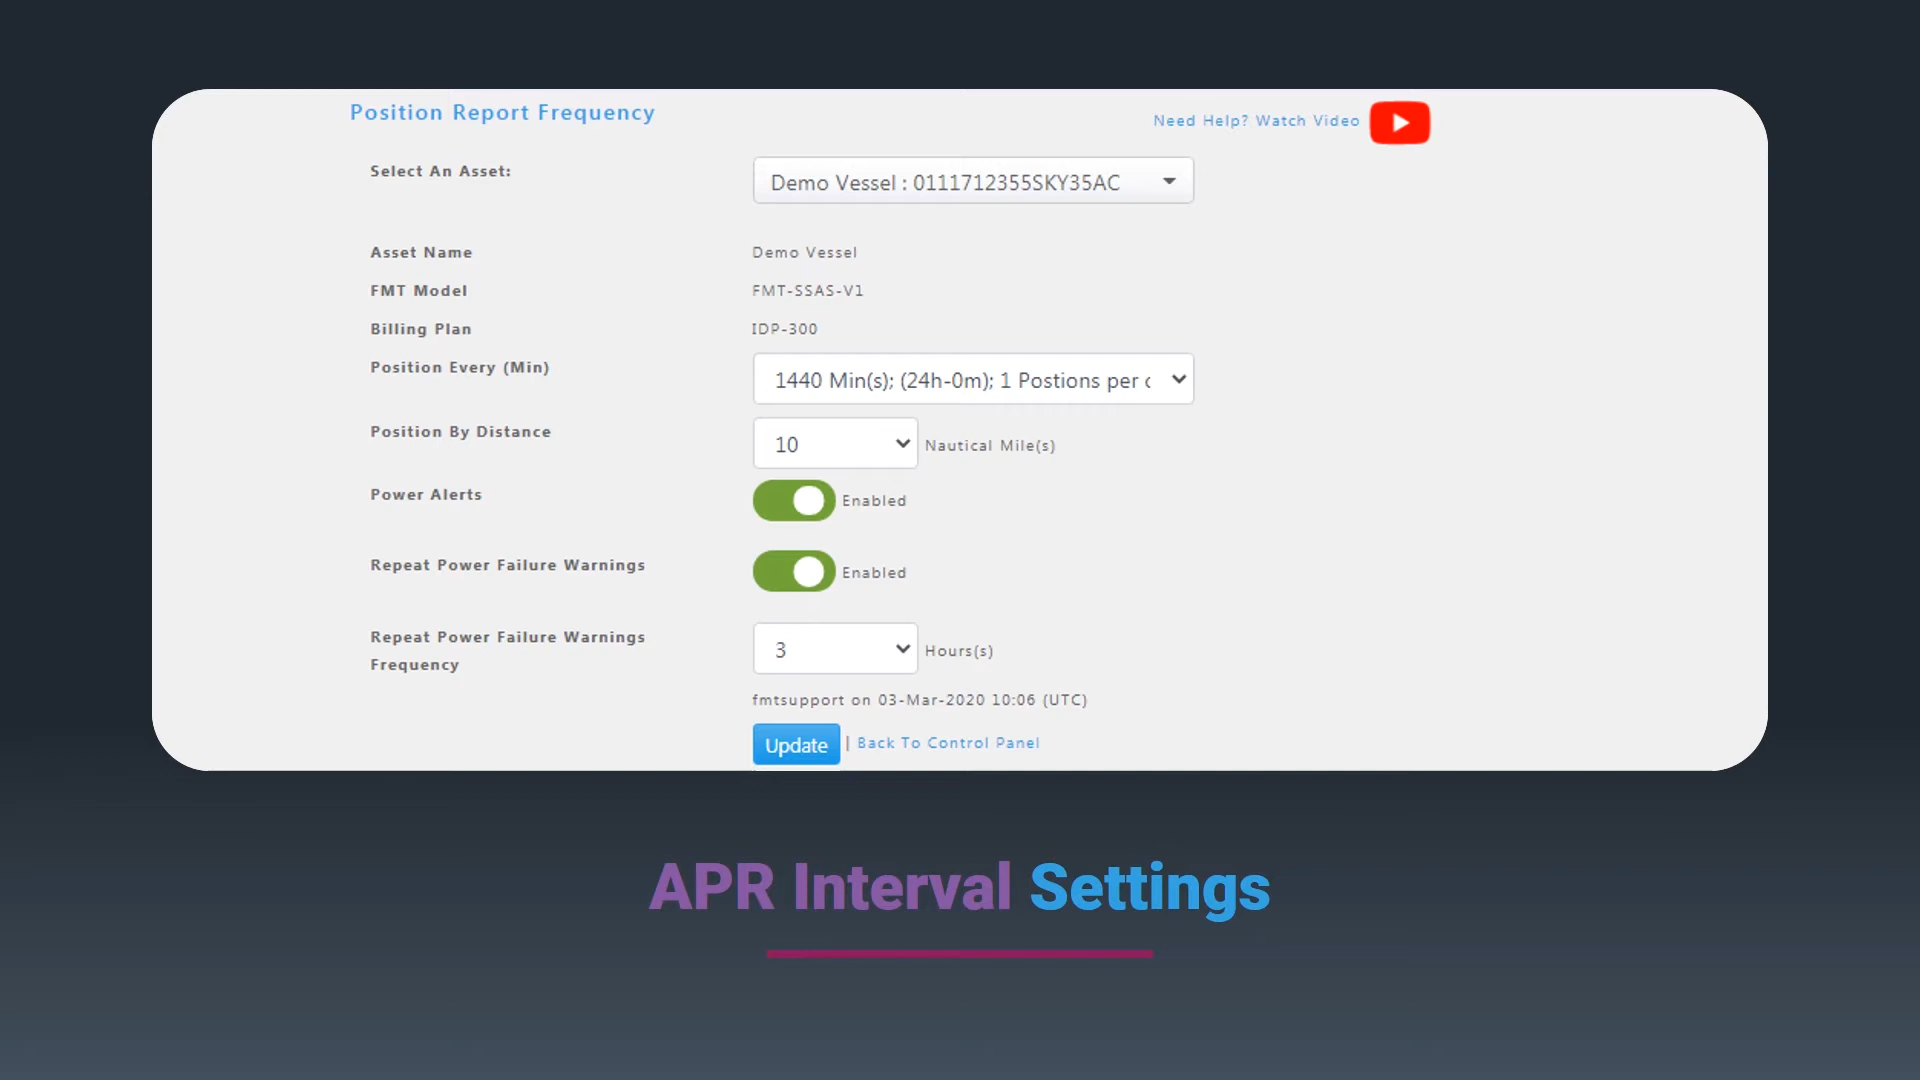 Position Report Frequency
Need Help? Watch Video
Select An Asset:
Demo Vessel : 0111712355SKY35AC
Asset Name
Demo Vessel
FMT Model
FMT-SSAS-V1
Billing Plan
IDP-300
Position Every (Min)
1440 Min(s); (24h-0m); 1 Postions per
Position By Distance
10
Nautical Mile(s)
Power Alerts
Enabled
Repeat Power Failure Warnings
Enabled
Repeat Power Failure Warnings
Frequency
3
Hours(s)
fmtsupport on 03-Mar-2020 10:06 (UTC)
Update | Back To Control Panel
APR Interval Settings